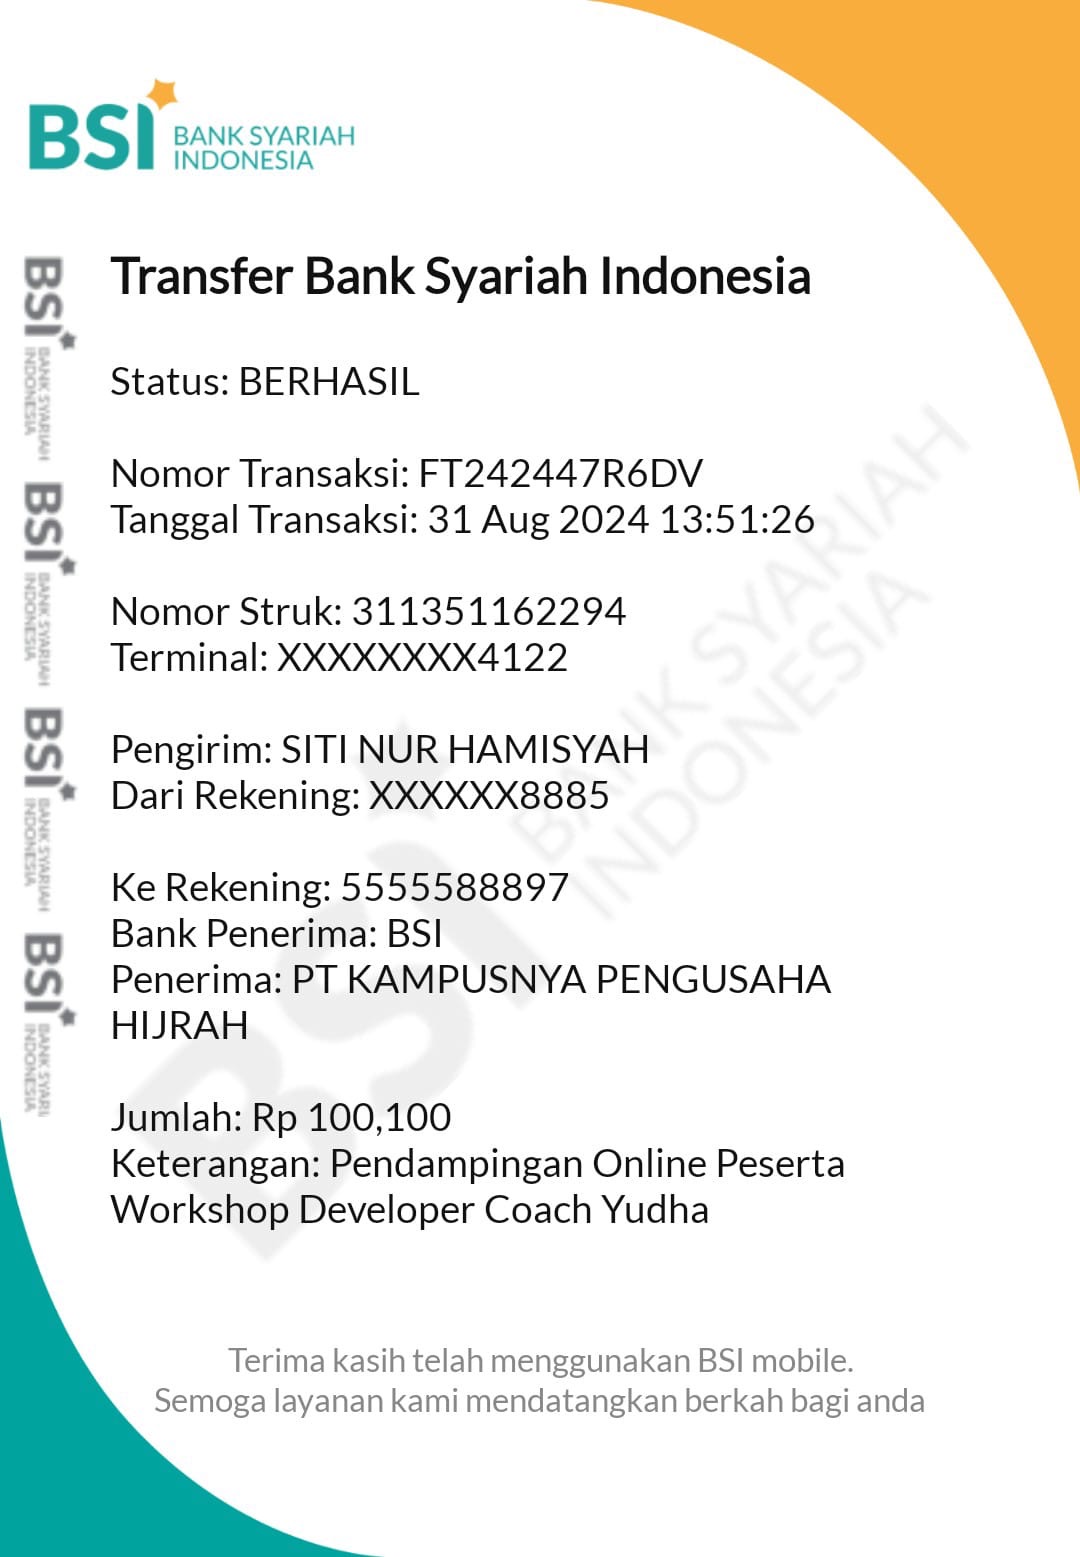 BSI BANK SYARIAH
INDONESIA
Transfer Bank Syariah Indonesia
Status: BERHASIL
Nomor Transaksi: FT242447R6DV
Tanggal Transaksi: 31 Aug 2024 13:51:26
Nomor Struk: 311351162294
Terminal: XXXXXXXX4122
Pengirim: SITI NUR HAMISYAH
Dari Rekening: XXXXXX8885
Ke Rekening: 5555588897
Bank Penerima: BSI
Penerima: PT KAMPUSNYA PENGUSAHA
HIJRAH
Jumlah: Rp 100,100
Keterangan: Pendampingan Online Peserta
Workshop Developer Coach Yudha
Terima kasih telah menggunakan BSI mobile.
Semoga layanan kami mendatangkan berkah bagi anda
BSI BANK SYARIAH
INDONESIA
BSI BANK SYARIAH
INDONESIA
BSI BANK SYARIAH
INDONESIA
BSI BANK SYARI
INDONESIA
BSI BANK SYARIAH
INDONESIA